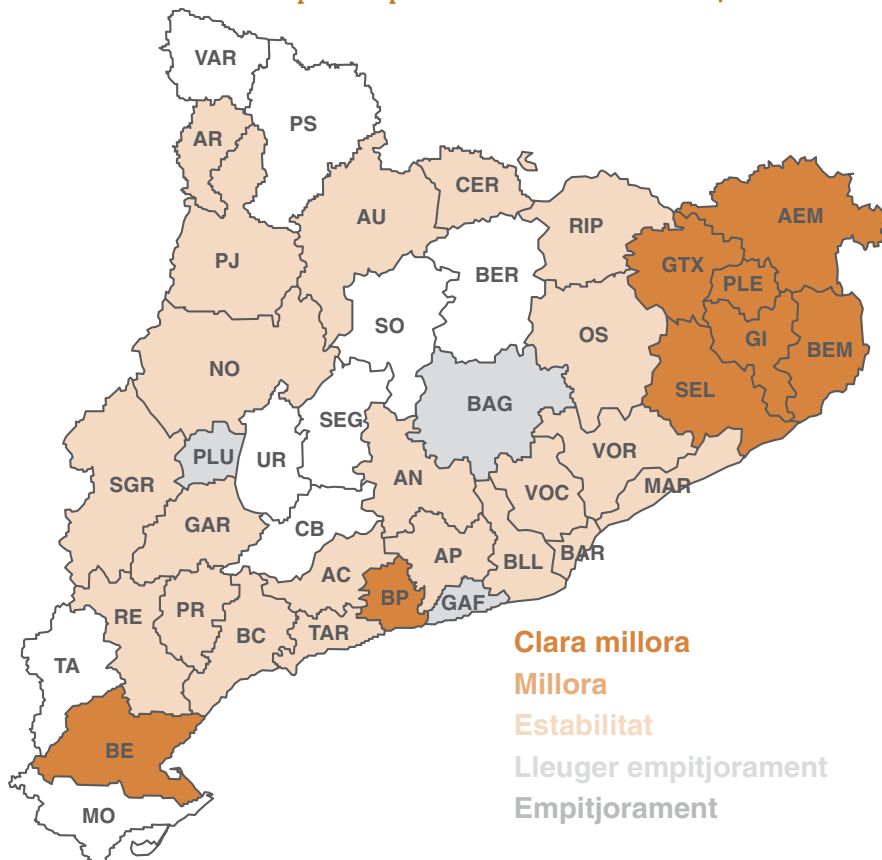 VAR
PS
AR
CER
AEM
AU
RIP
PJ
GTX
BER
PLE
SO
OS
GI
BEM
NO
SEL
BAG
SEG
PLU
UR
VOR
SGR
AN
VOC
MAR
GAR
CB
AP
BAR
BLL
AC
BP
GAF
RE
PR
BC
TAR
TA
BE
MO
Clara millora
Millora
Estabilitat
Lleuger empitjorament
Empitjorament